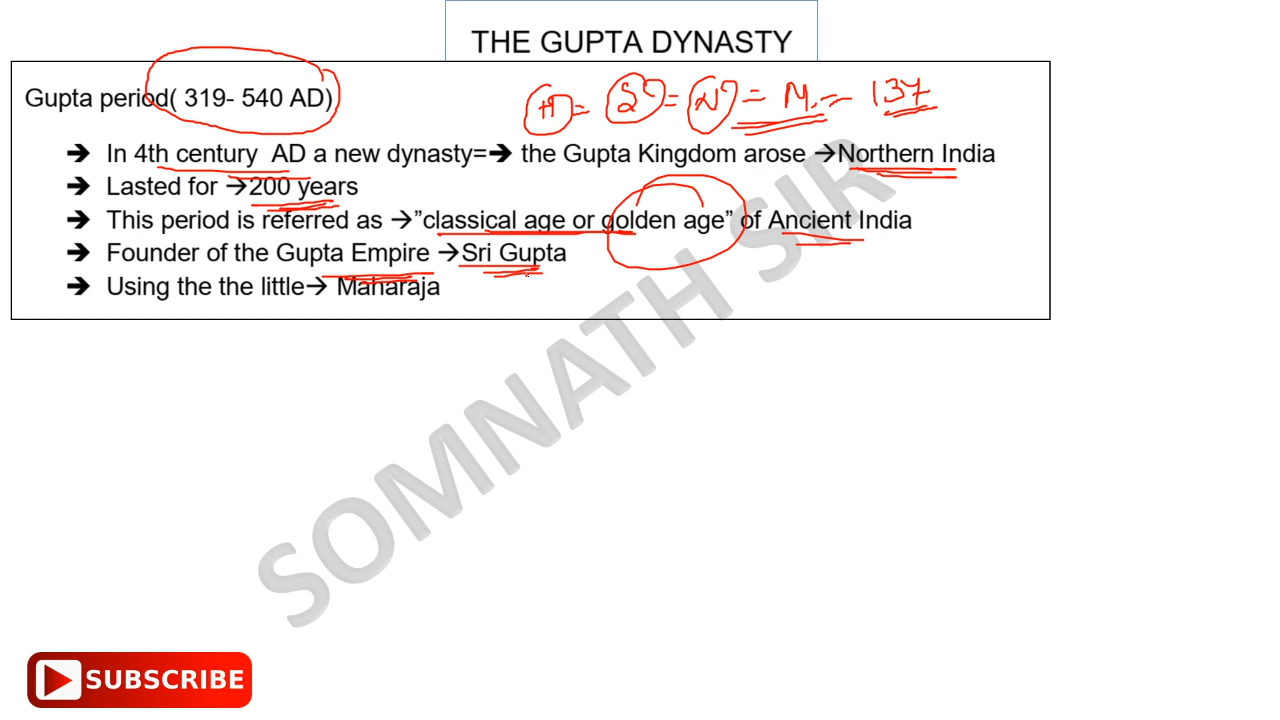 THE GUPTA DYNASTY
Gupta period( 319- 540 AD)
H = S = N = M. = 137
➔ In 4th century AD a new dynasty=➔ the Gupta Kingdom arose →Northern India
➔ Lasted for →200 years
➔ This period is referred as →”classical age or golden age” of Ancient India
➔ Founder of the Gupta Empire →Sri Gupta
➔ Using the the little→ Maharaja
SOMNATH SIR
SUBSCRIBE